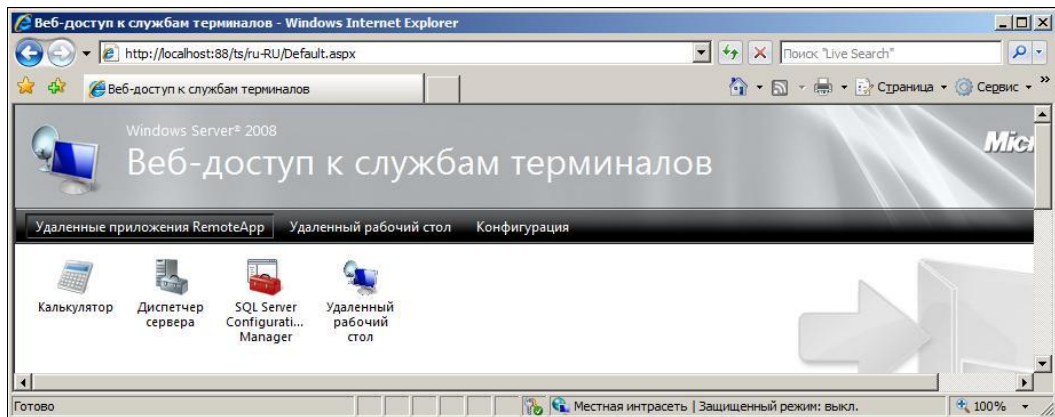 Веб-доступ к службам терминалов - Windows Internet Explorer
http://localhost:88/ts/ru-RU/Default.aspx
Поиск "Live Search"
Веб-доступ к службам терминалов
Страница
Сервис
»
Windows Server® 2008
Веб-доступ к службам терминалов
Micr
Удаленные приложения RemoteApp Удаленный рабочий стол Конфигурация
Калькулятор
Диспетчер сервера
SQL Server Configurati... Manager
Удаленный рабочий стол
Готово
Местная интрасеть | Защищенный режим: выкл.
100%